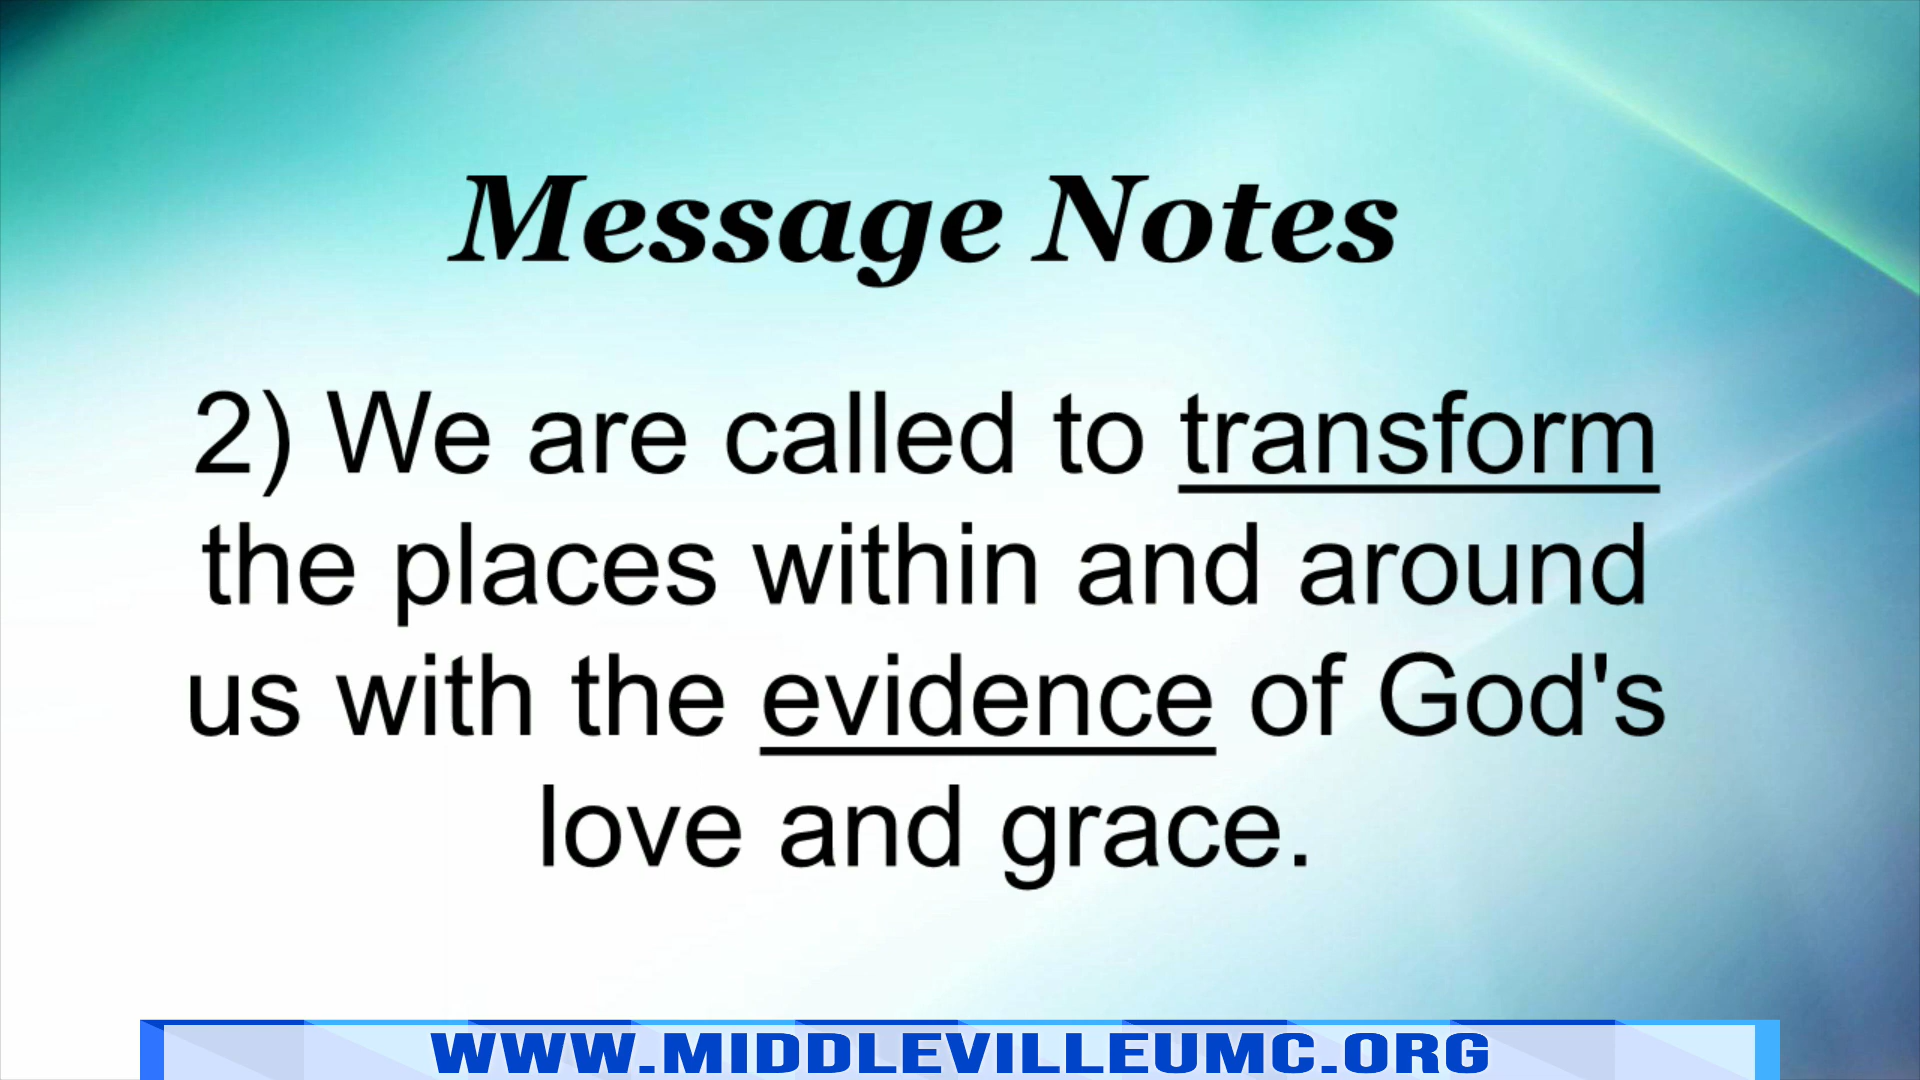 Message Notes
2) We are called to transform
the places within and around
us with the evidence of God's
love and grace.
WWW.MIDDLEVILLEUMC.ORG